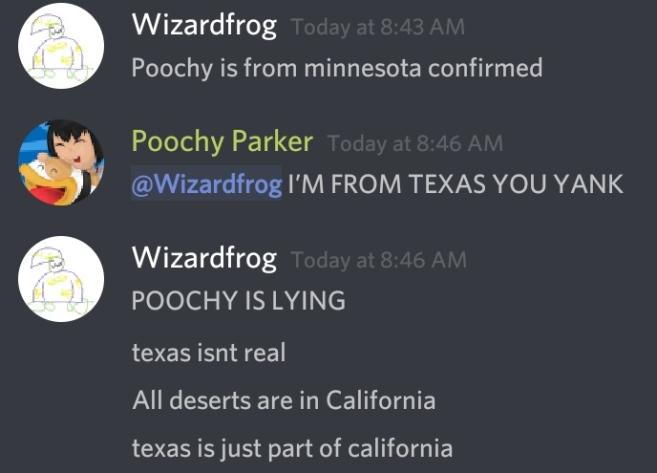 Wizardfrog Today at 8:43 AM
Poochy is from minnesota confirmed
Poochy Parker Today at 8:46 AM
@Wizardfrog I'M FROM TEXAS YOU YANK
Wizardfrog Today at 8:46 AM
POOCHY IS LYING
texas isnt real
All deserts are in California
texas is just part of california